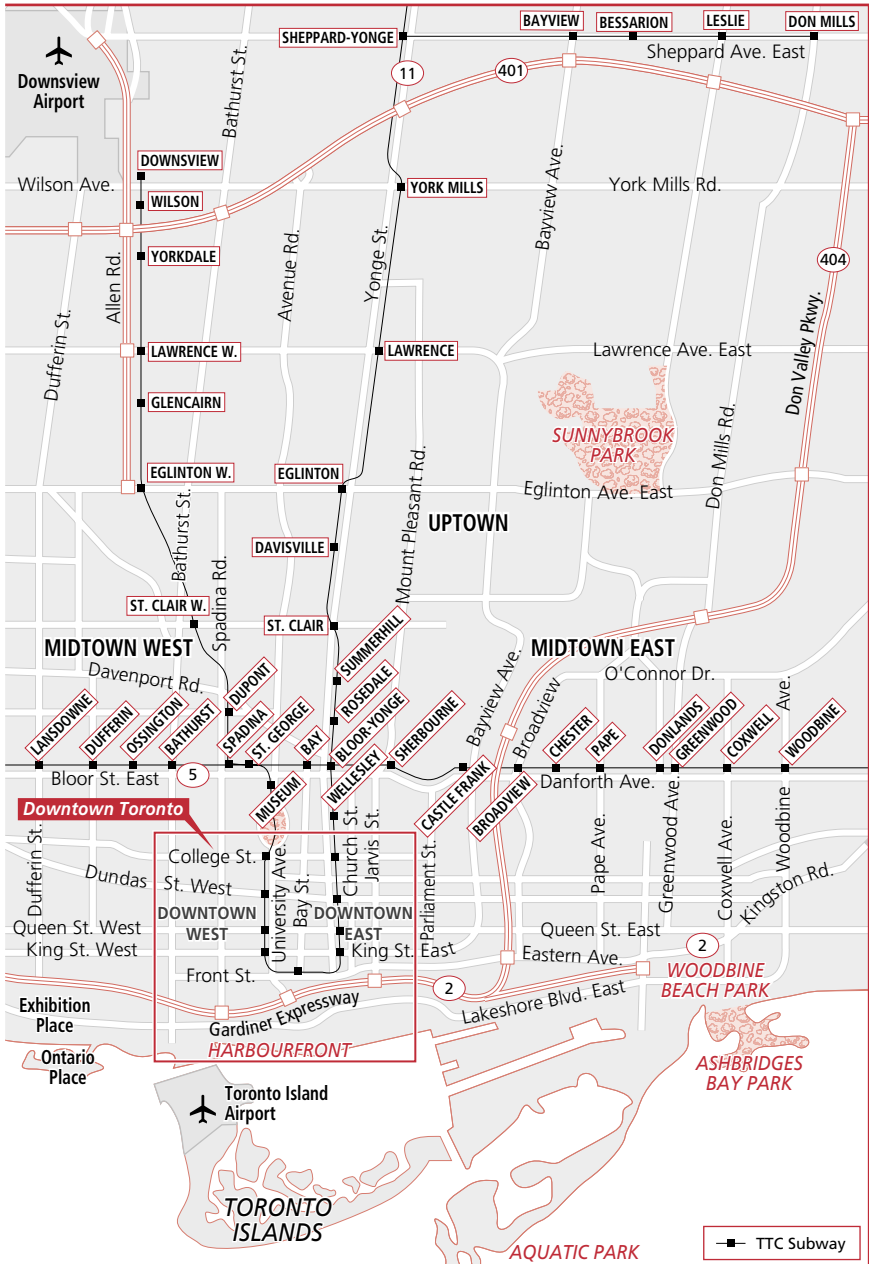 BAYVIEW
BESSARION
LESLIE
DON MILLS
SHEPPARD-YONGE
Sheppard Ave. East
Downsview
Airport
Bathurst St.
11
401
DOWNSVIEW
Wilson Ave.
WILSON
YORK MILLS
York Mills Rd.
Bayview Ave.
YORKDALE
Allen Rd.
Avenue Rd.
Yonge St.
404
Dufferin St.
LAWRENCE W.
LAWRENCE
Lawrence Ave. East
Don Valley Pkwy.
GLENCAIRN
SUNNYBROOK
PARK
Don Mills Rd.
EGLINTON W.
EGLINTON
Eglinton Ave. East
Bathurst St.
Mount Pleasant Rd.
UPTOWN
DAVISVILLE
Spadina Rd.
ST. CLAIR W.
ST. CLAIR
SUMMERHILL
MIDTOWN WEST
MIDTOWN EAST
Davenport Rd.
O'Connor Dr.
Bayview Ave.
Broadview
Ave.
LANSDOWNE
DUFFERIN
OSSINGTON
BATHURST
DUPONT
SPADINA
ST. GEORGE
BAY
ROSEDALE
BLOOR-YONGE
SHERBOURNE
CHESTER
PAPE
DONLANDS
GREENWOOD
COXWELL
WOODBINE
Bloor St. East
5
MUSEUM
WELLESLEY
CASTLE FRANK
BROADVIEW
Danforth Ave.
Downtown Toronto
Dufferin St.
College St.
Dundas St. West
University Ave.
Bay St.
Church St.
Jarvis St.
Parliament St.
Pape Ave.
Greenwood Ave.
Coxwell Ave.
Woodbine
Kingston Rd.
DOWNTOWN
WEST
DOWNTOWN
EAST
Queen St. West
King St. West
King St. East
Queen St. East
Eastern Ave.
2
Front St.
2
WOODBINE
BEACH PARK
Exhibition
Place
Gardiner Expressway
Lakeshore Blvd. East
HARBOURFRONT
Ontario
Place
ASHBRIDGES
BAY PARK
Toronto Island
Airport
TORONTO
ISLANDS
AQUATIC PARK
TTC Subway